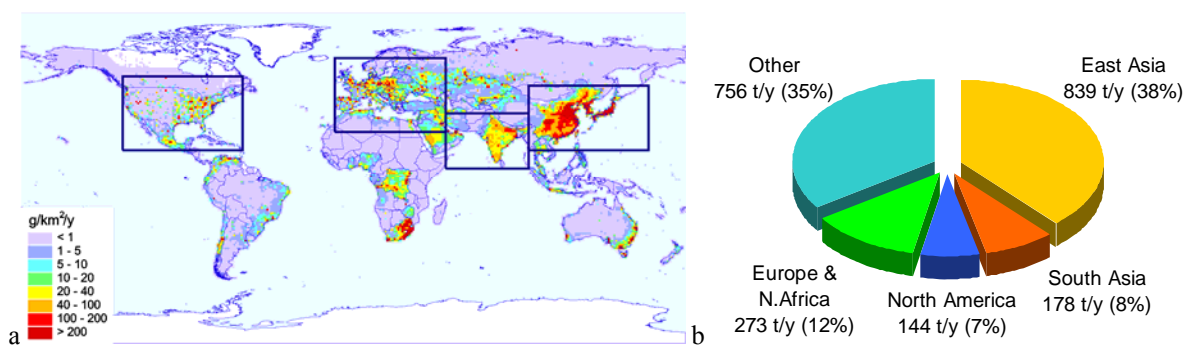 g/km²/y
< 1
1 - 5
5 - 10
10 - 20
20 - 40
40 - 100
100 - 200
> 200
a
Other
756 t/y (35%)
East Asia
839 t/y (38%)
Europe &
N.Africa
273 t/y (12%)
North America
144 t/y (7%)
South Asia
178 t/y (8%)
b